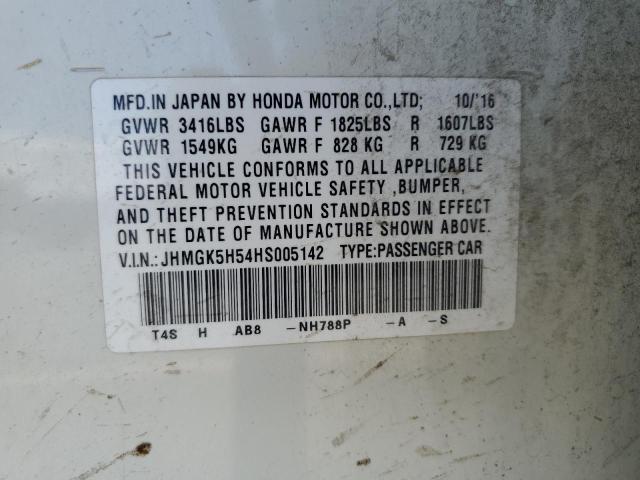 MFD.IN JAPAN BY HONDA MOTOR CO.,LTD; 10/'16
GVWR 3416LBS GAWR F 1825LBS R 1607LBS
GVWR 1549KG GAWR F 828 KG R 729 KG
THIS VEHICLE CONFORMS TO ALL APPLICABLE
FEDERAL MOTOR VEHICLE SAFETY ,BUMPER,
AND THEFT PREVENTION STANDARDS IN EFFECT
ON THE DATE OF MANUFACTURE SHOWN ABOVE.
V.I.N.:JHMGK5H54HS005142 TYPE:PASSENGER CAR
T4S H AB8 -NH788P -A -S